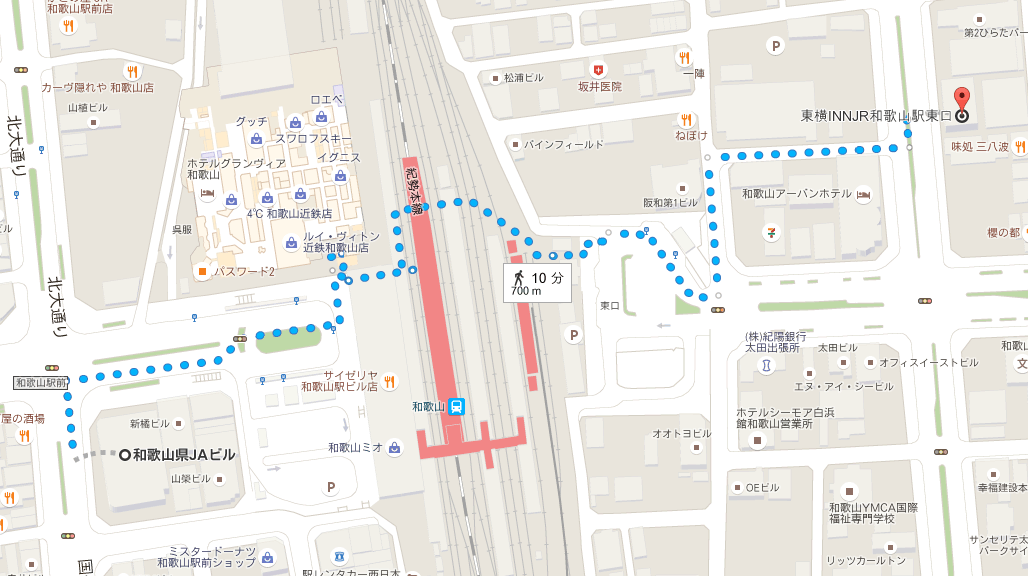 和歌山駅前店
カーヴ隠れや 和歌山店
山植ビル
北大通り
ロエベ
グッチ
スワロフスキー
イグニス
ホテルグランヴィア
和歌山
4℃ 和歌山近鉄店
ルイ・ヴィトン
近鉄和歌山店
呉服
パスワード2
北大通り
和歌山駅前
屋の酒場
新橘ビル
和歌山県JAビル
山榮ビル
サイゼリヤ
和歌山駅ビル店
和歌山
和歌山ミオ
P
ミスタードーナツ
和歌山駅前ショップ
駅レンタカー西日本
国
紀勢本線
10 分
700 m
松浦ビル
坂井医院
一陣
P
第2ひらたパー
パインフィールド
ねぼけ
東横INNJR和歌山駅東口
味処 三八波
阪和第1ビル
和歌山アーバンホテル
櫻の都
東口
P
(株)紀陽銀行
太田出張所
太田ビル
オフィスイーストビル
エヌ・アイ・シービル
和歌山
文
ホテルシーモア白浜
館和歌山営業所
オオトヨビル
OEビル
和歌山YMCA国際
福祉専門学校
幸福建設本
サンセリテ太
パークサイ
リッツカールトン